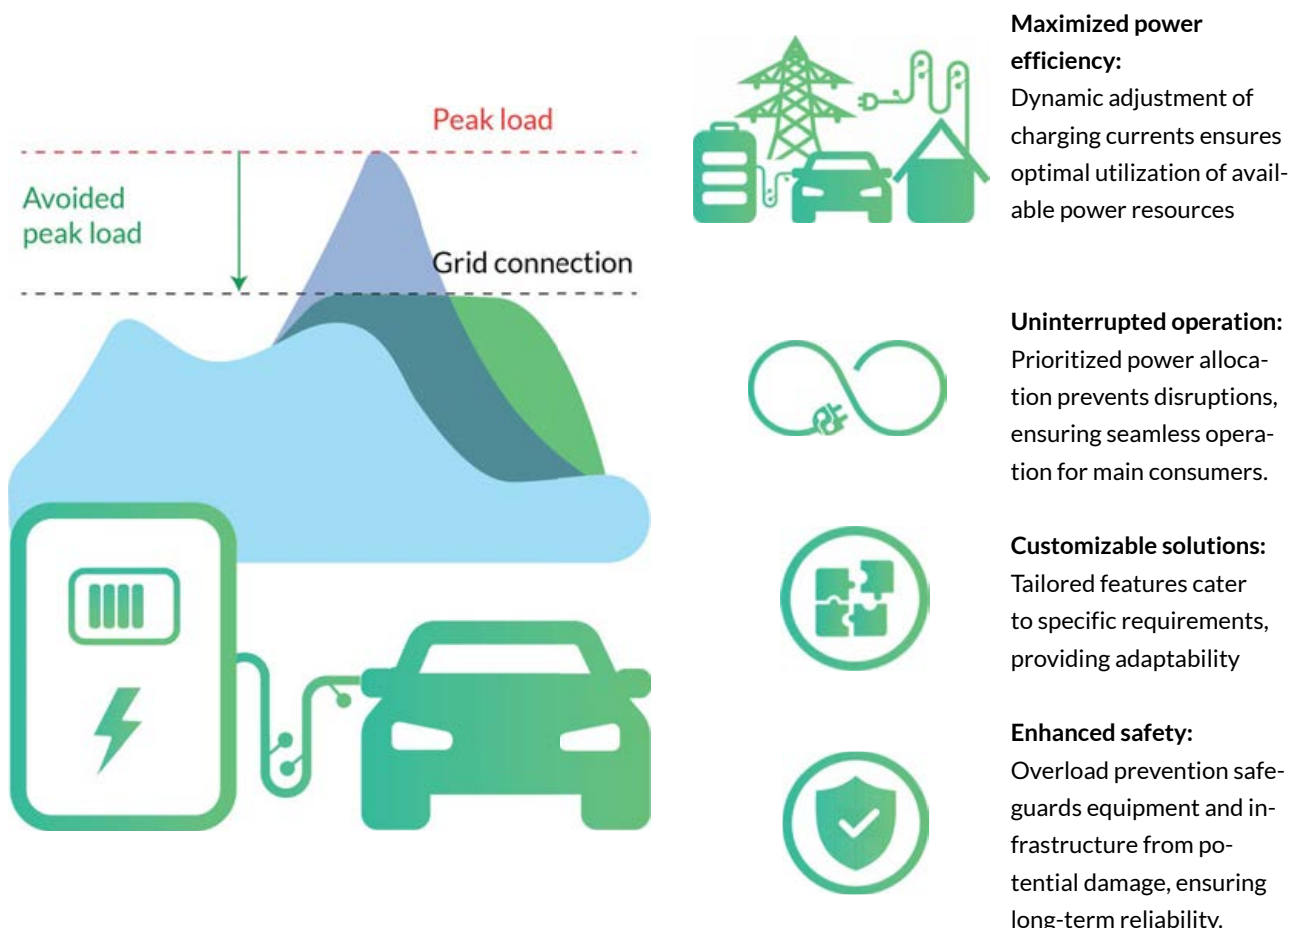 Peak load
Avoided
peak load
Grid connection
Maximized power
efficiency:
Dynamic adjustment of
charging currents ensures
optimal utilization of avail-
able power resources
Uninterrupted operation:
Prioritized power alloca-
tion prevents disruptions,
ensuring seamless opera-
tion for main consumers.
Customizable solutions:
Tailored features cater
to specific requirements,
providing adaptability
Enhanced safety:
Overload prevention safe-
guards equipment and in-
frastructure from po-
tential damage, ensuring
long-term reliability.